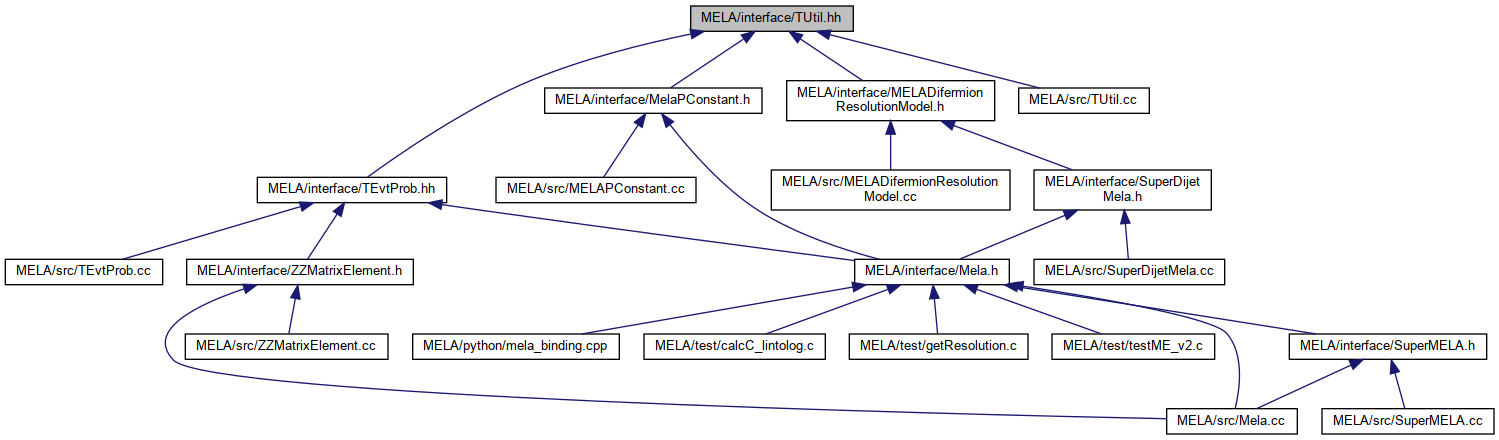 MELA/interface/TUtil.hh
MELA/interface/MelaPConstant.h
MELA/interface/MELADifermion
ResolutionModel.h
MELA/src/TUtil.cc
MELA/interface/TEvtProb.hh
MELA/src/MELAPConstant.cc
MELA/src/MELADifermionResolution
Model.cc
MELA/interface/SuperDijet
Mela.h
MELA/src/TEvtProb.cc
MELA/interface/ZZMatrixElement.h
MELA/interface/Mela.h
MELA/src/SuperDijetMela.cc
MELA/src/ZZMatrixElement.cc
MELA/python/mela_binding.cpp
MELA/test/calcC_lintolog.c
MELA/test/getResolution.c
MELA/test/testME_v2.c
MELA/interface/SuperMELA.h
MELA/src/Mela.cc
MELA/src/SuperMELA.cc